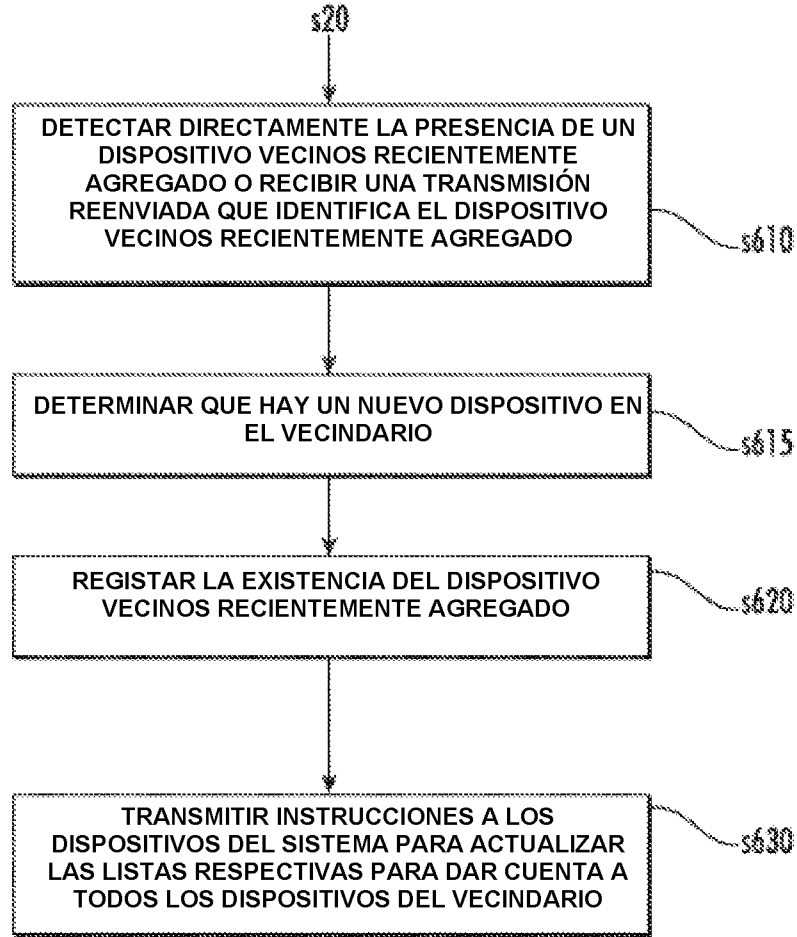 s20
DETECTAR DIRECTAMENTE LA PRESENCIA DE UN
DISPOSITIVO VECINOS RECIENTEMENTE
AGREGADO O RECIBIR UNA TRANSMISIÓN
REENVIADA QUE IDENTIFICA EL DISPOSITIVO
VECINOS RECIENTEMENTE AGREGADO
s610
DETERMINAR QUE HAY UN NUEVO DISPOSITIVO EN
EL VECINDARIO
s615
REGISTAR LA EXISTENCIA DEL DISPOSITIVO
VECINOS RECIENTEMENTE AGREGADO
s620
TRANSMITIR INSTRUCCIONES A LOS
DISPOSITIVOS DEL SISTEMA PARA ACTUALIZAR
LAS LISTAS RESPECTIVAS PARA DAR CUENTA A
TODOS LOS DISPOSITIVOS DEL VECINDARIO
s630